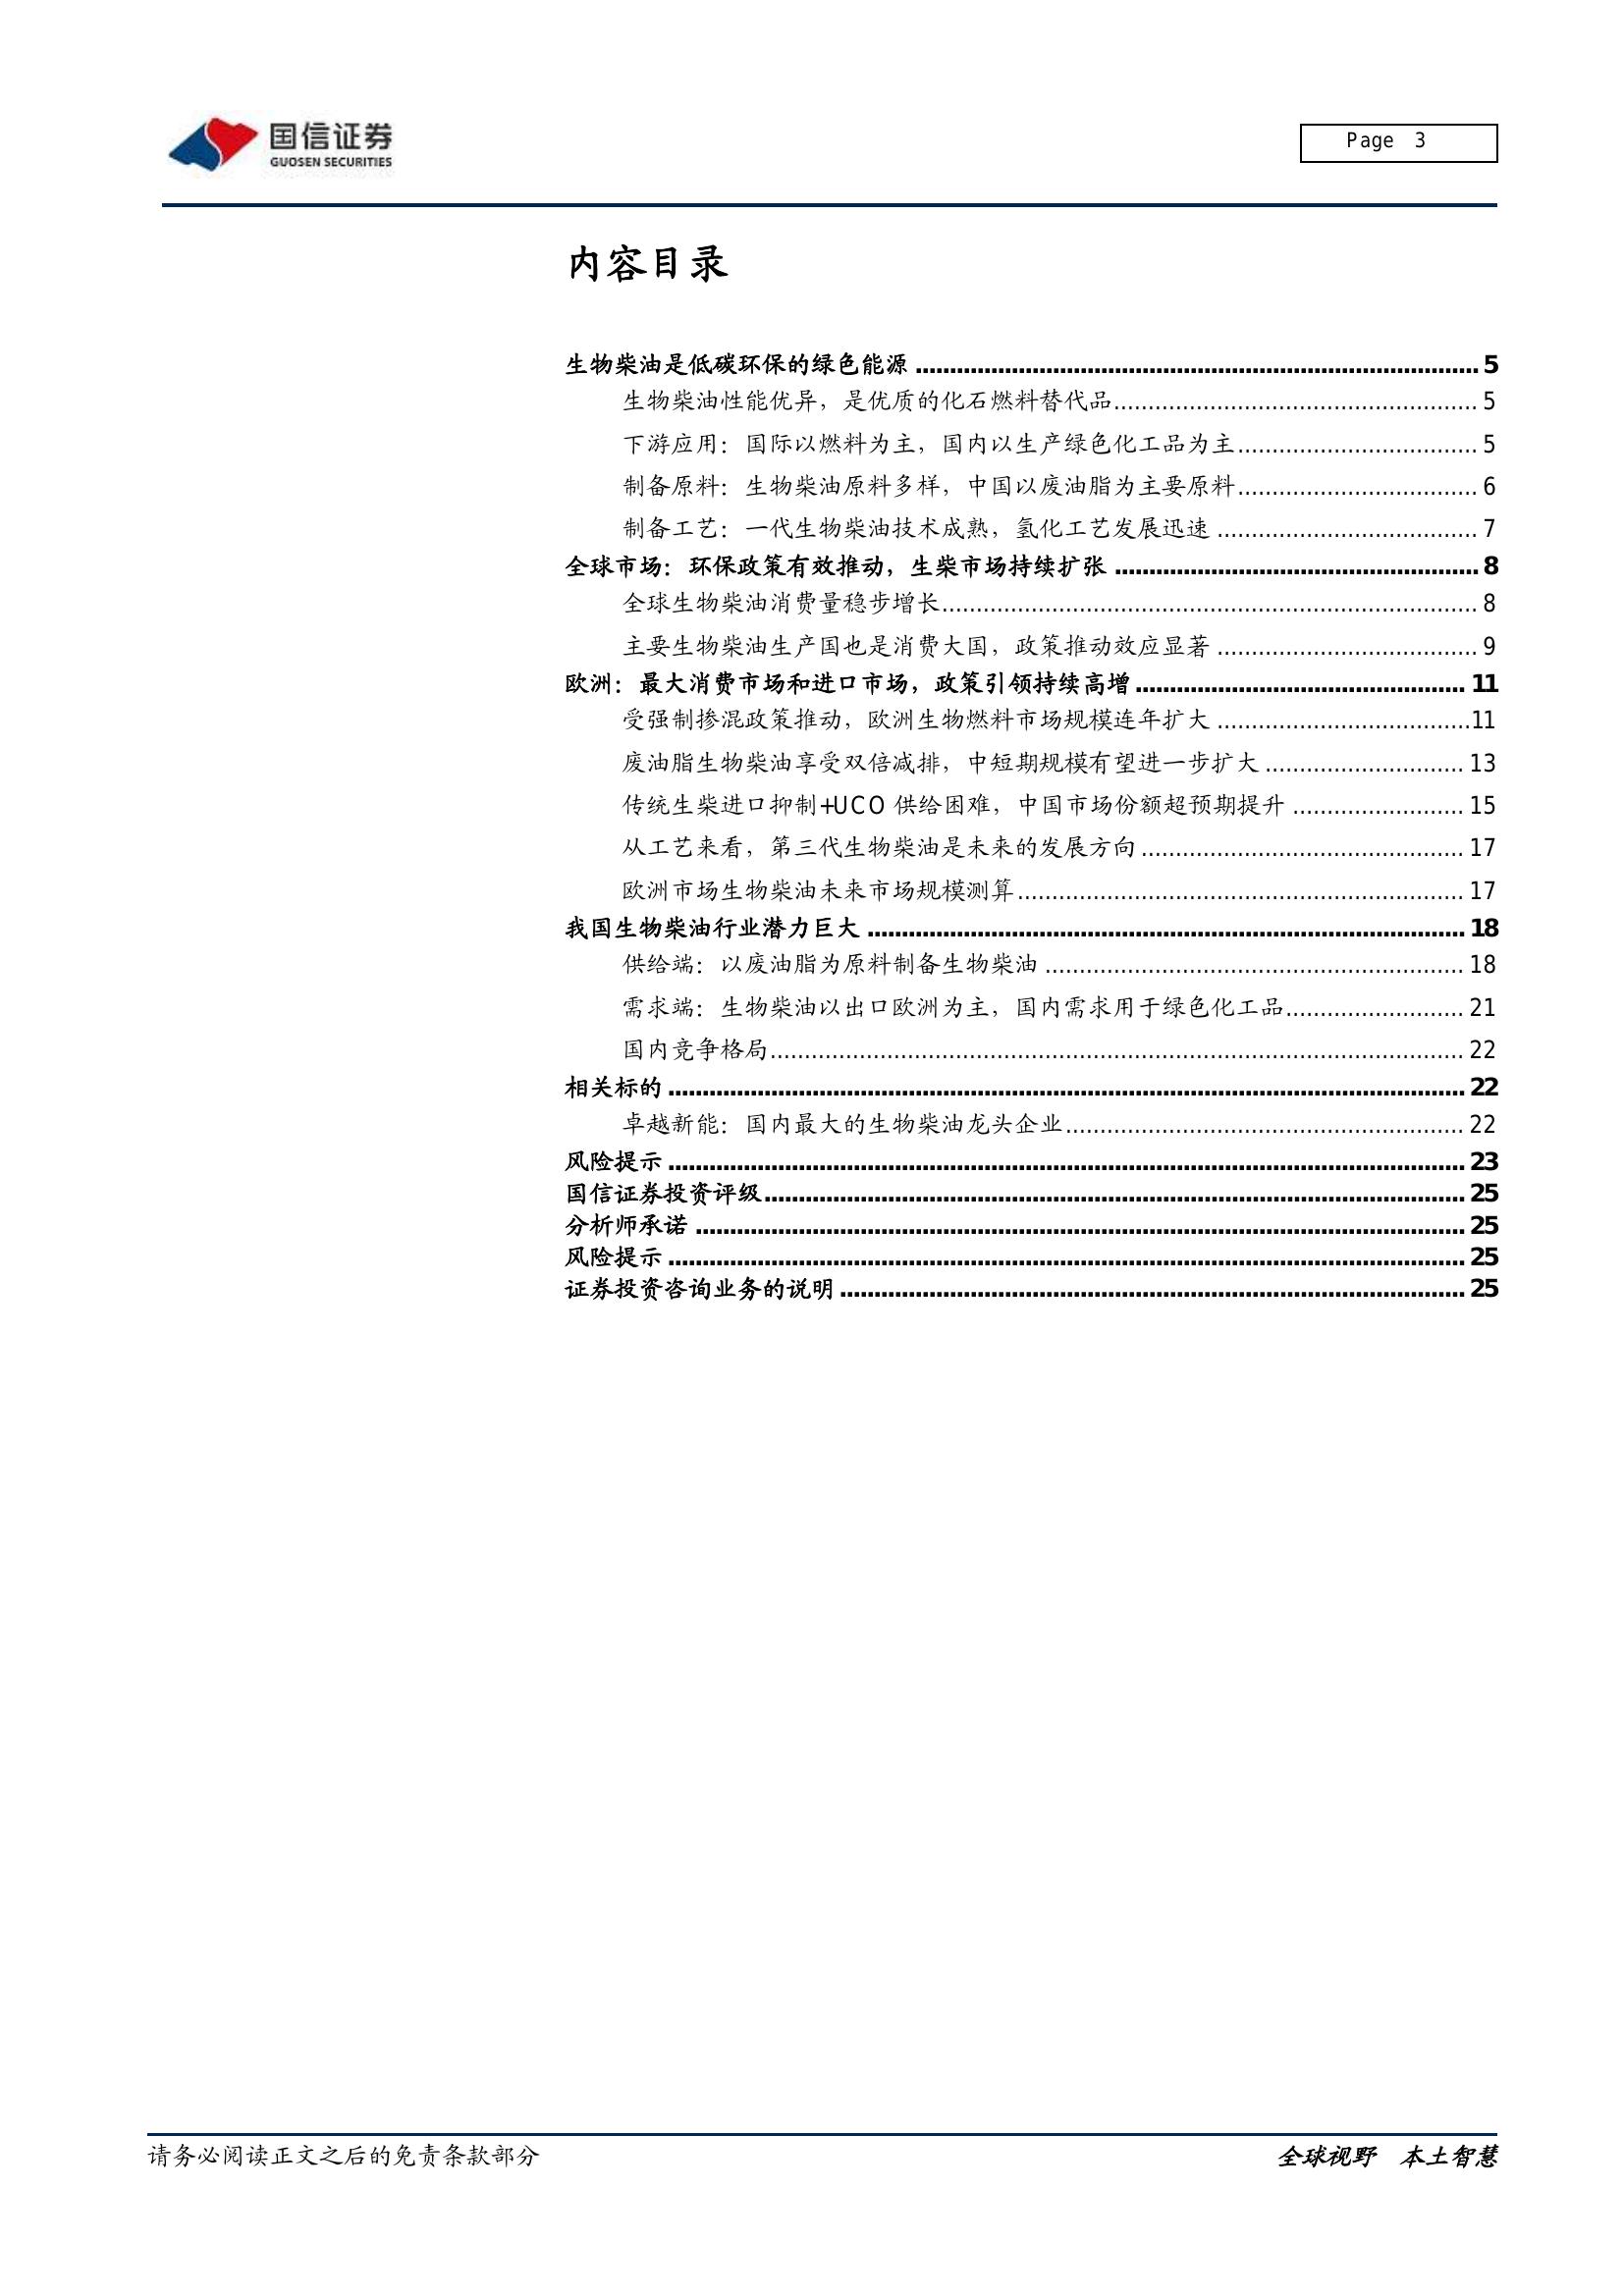 国信证券
GUOSEN SECURITIES
Page 3
内容目录
生物柴油是低碳环保的绿色能源 ........ 5
生物柴油性能优异，是优质的化石燃料替代品........ 5
下游应用：国际以燃料为主，国内以生产绿色化工品为主........ 5
制备原料：生物柴油原料多样，中国以废油脂为主要原料........ 6
制备工艺：一代生物柴油技术成熟，氢化工艺发展迅速 ........ 7
全球市场：环保政策有效推动，生柴市场持续扩张 ........ 8
全球生物柴油消费量稳步增长........ 8
主要生物柴油生产国也是消费大国，政策推动效应显著 ........ 9
欧洲：最大消费市场和进口市场，政策引领持续高增 ........ 11
受强制掺混政策推动，欧洲生物燃料市场规模连年扩大 ........ 11
废油脂生物柴油享受双倍减排，中短期规模有望进一步扩大 ........ 13
传统生柴进口抑制+UCO 供给困难，中国市场份额超预期提升 ........ 15
从工艺来看，第三代生物柴油是未来的发展方向 ........ 17
欧洲市场生物柴油未来市场规模测算........ 17
我国生物柴油行业潜力巨大 ........ 18
供给端：以废油脂为原料制备生物柴油 ........ 18
需求端：生物柴油以出口欧洲为主，国内需求用于绿色化工品........ 21
国内竞争格局........ 22
相关标的 ........ 22
卓越新能：国内最大的生物柴油龙头企业........ 22
风险提示 ........ 23
国信证券投资评级........ 25
分析师承诺 ........ 25
风险提示 ........ 25
证券投资咨询业务的说明 ........ 25
请务必阅读正文之后的免责条款部分
全球视野 本土智慧